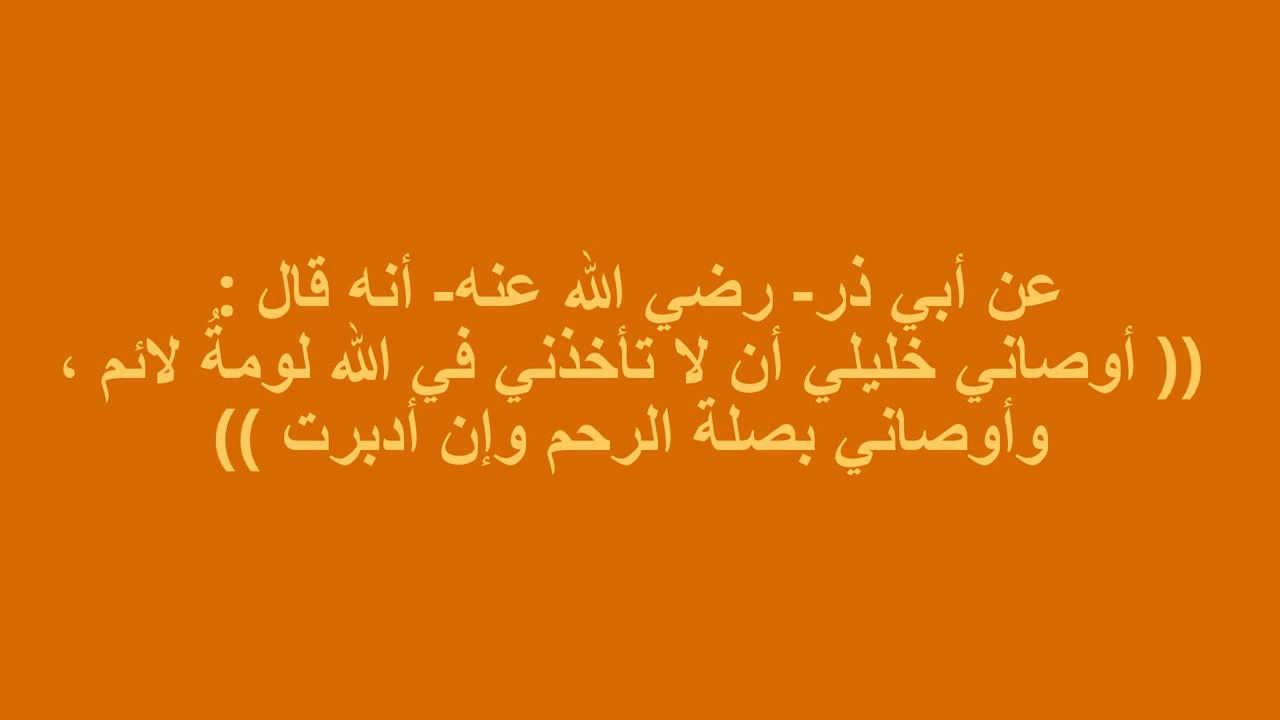 عن أبي ذر- رضي الله عنه- أنه قال :
(( أوصاني خليلي أن لا تأخذني في الله لومةُ لائم ،
وأوصاني بصلة الرحم وإن أدبرت ))